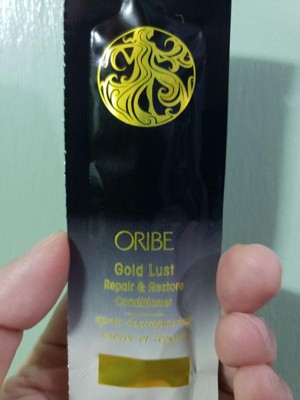 ORIBE
Gold Lust
Repair & Restore
Conditioner